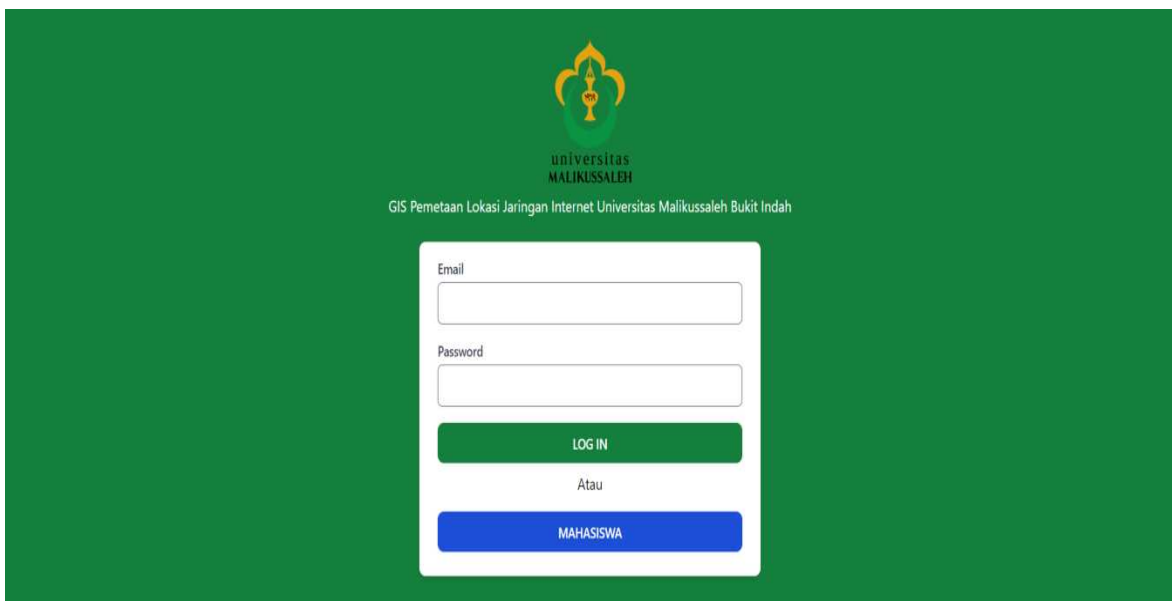 universitas
MALIKUSSALEH
GIS Pemetaan Lokasi Jaringan Internet Universitas Malikussaleh Bukit Indah
Email
Password
LOG IN
Atau
MAHASISWA